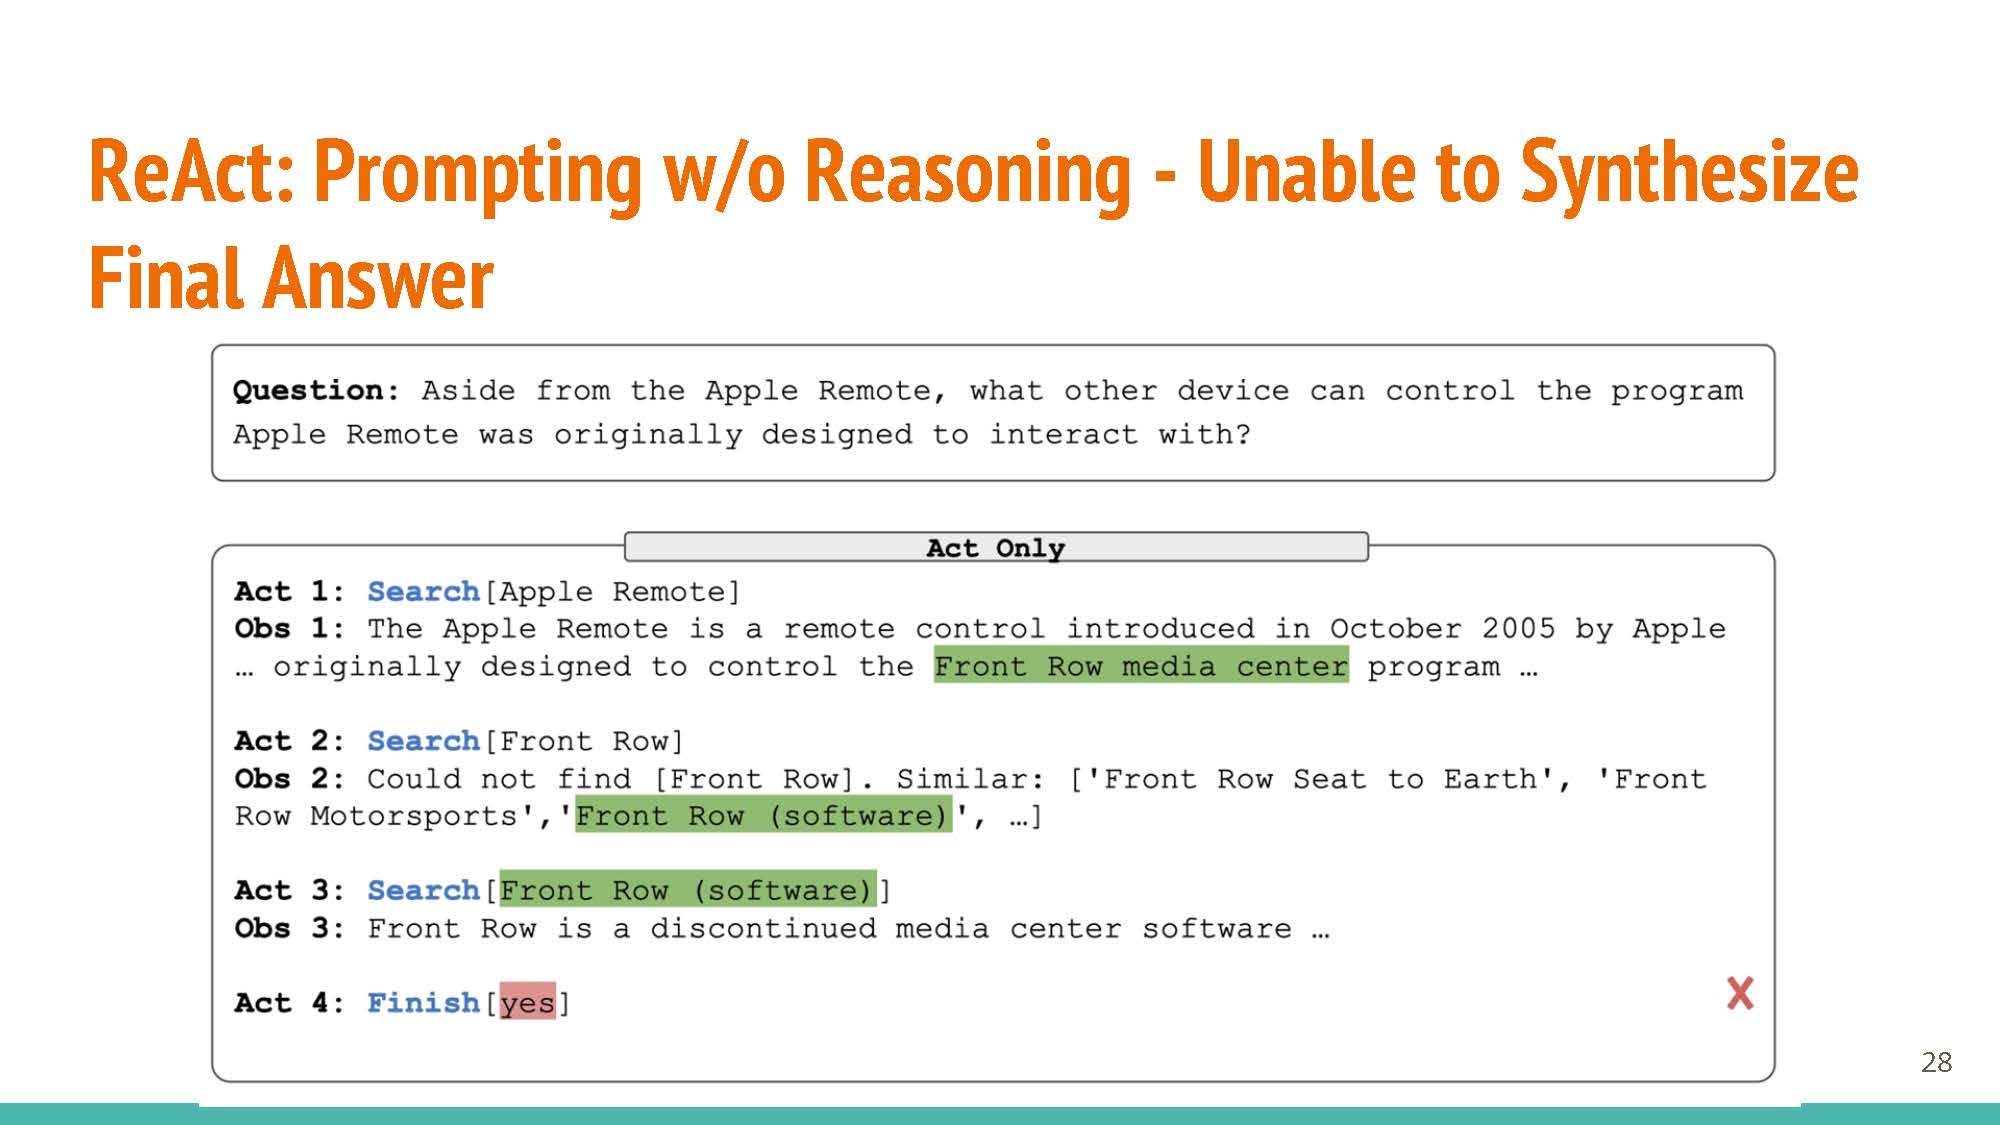 ReAct: Prompting w/o Reasoning - Unable to Synthesize
Final Answer
Question: Aside from the Apple Remote, what other device can control the program
Apple Remote was originally designed to interact with?
Act Only
Act 1: Search[Apple Remote]
Obs 1: The Apple Remote is a remote control introduced in October 2005 by Apple
… originally designed to control the Front Row media center program …
Act 2: Search[Front Row]
Obs 2: Could not find [Front Row]. Similar: ['Front Row Seat to Earth', 'Front
Row Motorsports','Front Row (software)', …]
Act 3: Search[Front Row (software)]
Obs 3: Front Row is a discontinued media center software …
Act 4: Finish[yes]
X
28